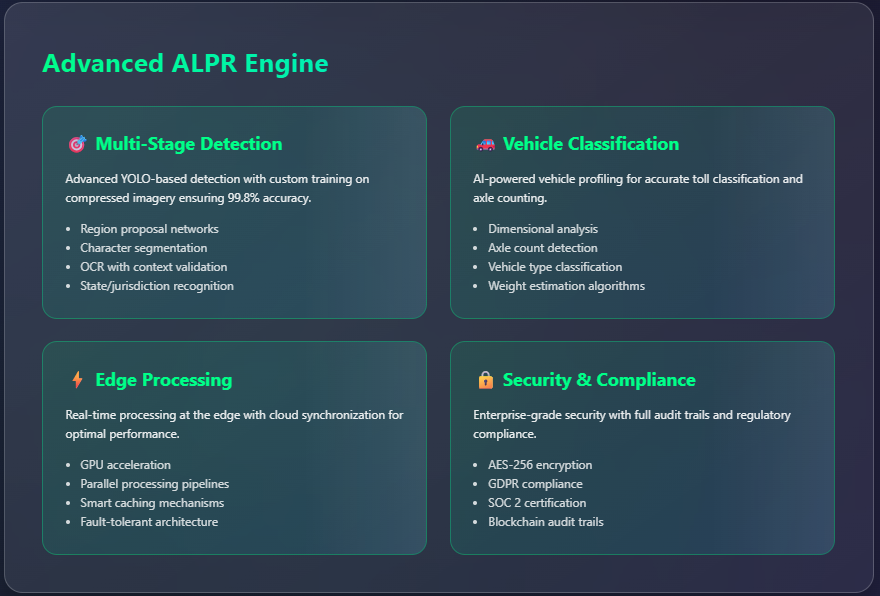 Advanced ALPR Engine
🎯 Multi-Stage Detection
Advanced YOLO-based detection with custom training on
compressed imagery ensuring 99.8% accuracy.
• Region proposal networks
• Character segmentation
• OCR with context validation
• State/jurisdiction recognition
🚗 Vehicle Classification
AI-powered vehicle profiling for accurate toll classification and
axle counting.
• Dimensional analysis
• Axle count detection
• Vehicle type classification
• Weight estimation algorithms
⚡ Edge Processing
Real-time processing at the edge with cloud synchronization for
optimal performance.
• GPU acceleration
• Parallel processing pipelines
• Smart caching mechanisms
• Fault-tolerant architecture
🔒 Security & Compliance
Enterprise-grade security with full audit trails and regulatory
compliance.
• AES-256 encryption
• GDPR compliance
• SOC 2 certification
• Blockchain audit trails